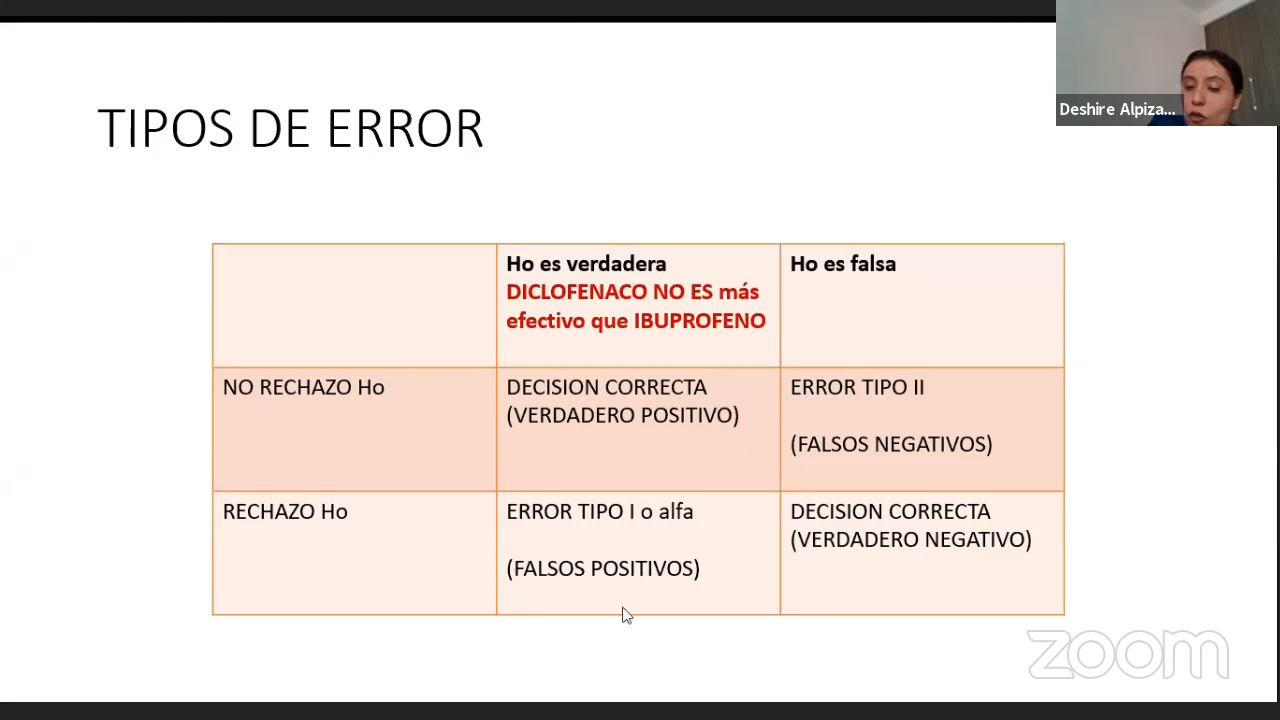 Deshire Alpiza...
TIPOS DE ERROR
Ho es verdadera
DICLOFENACO NO ES más
efectivo que IBUPROFENO
Ho es falsa
NO RECHAZO Ho
DECISION CORRECTA
(VERDADERO POSITIVO)
ERROR TIPO II
(FALSOS NEGATIVOS)
RECHAZO Ho
ERROR TIPO I o alfa
(FALSOS POSITIVOS)
DECISION CORRECTA
(VERDADERO NEGATIVO)
zoom